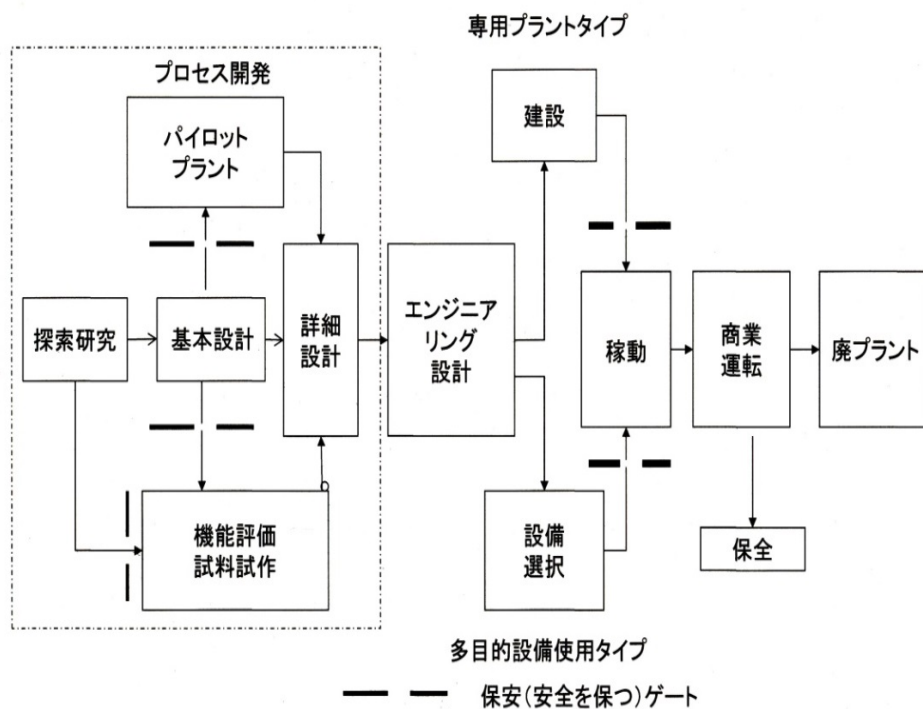 専用プラントタイプ
プロセス開発
パイロット
プラント
建設
探索研究
基本設計
詳細
設計
エンジニア
リング
設計
稼動
商業
運転
廃プラント
機能評価
試料試作
設備
選択
保全
多目的設備使用タイプ
保安(安全を保つ)ゲート